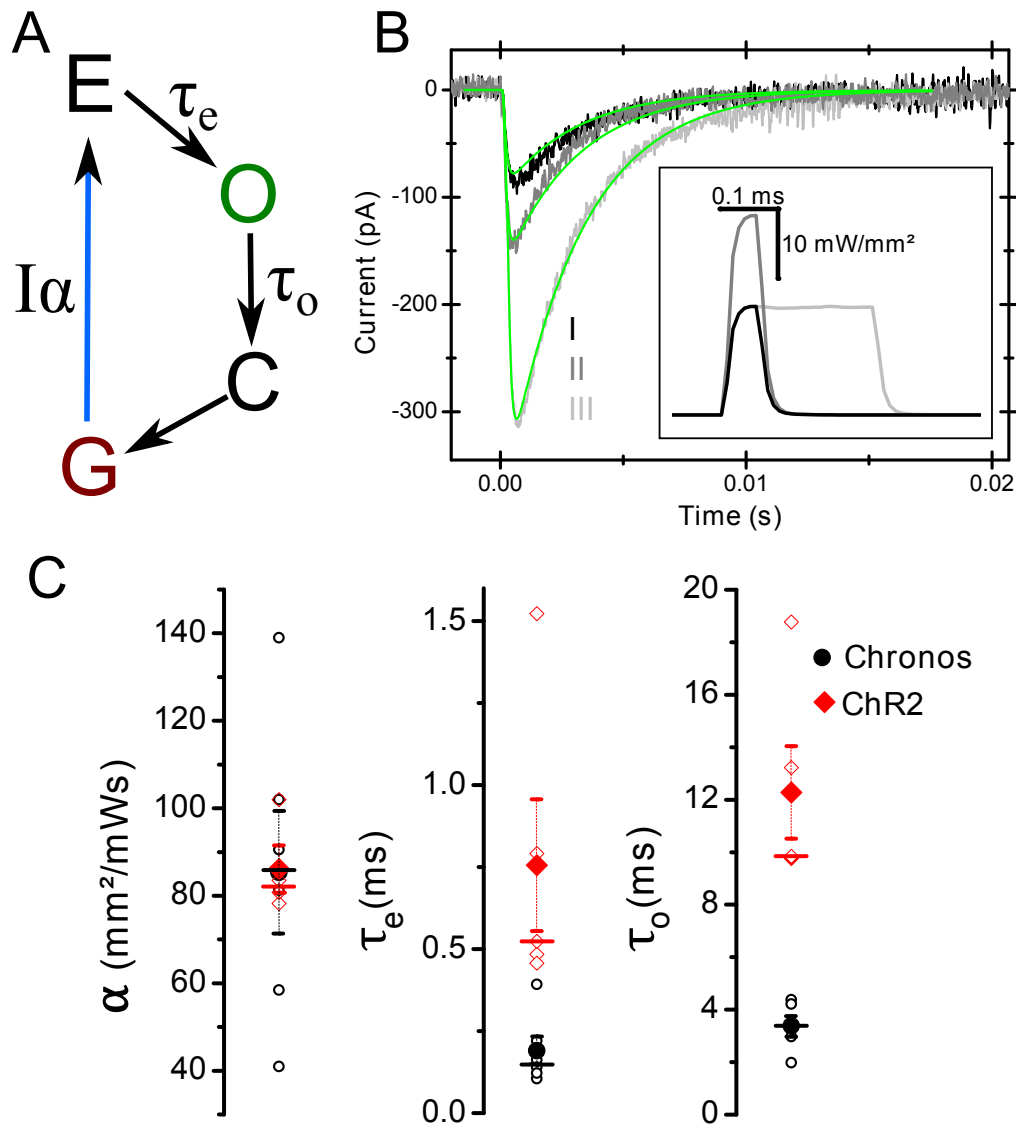 A
E
τe
O
Iα
τo
C
G
B
0
-100
-200
-300
Current (pA)
0.00
0.01
0.02
Time (s)
I
II
III
0.1 ms
10 mW/mm²
C
140
120
100
80
60
40
α (mm²/mWs)
1.5
1.0
0.5
0.0
τe(ms)
20
16
12
8
4
0
τo(ms)
Chronos
ChR2